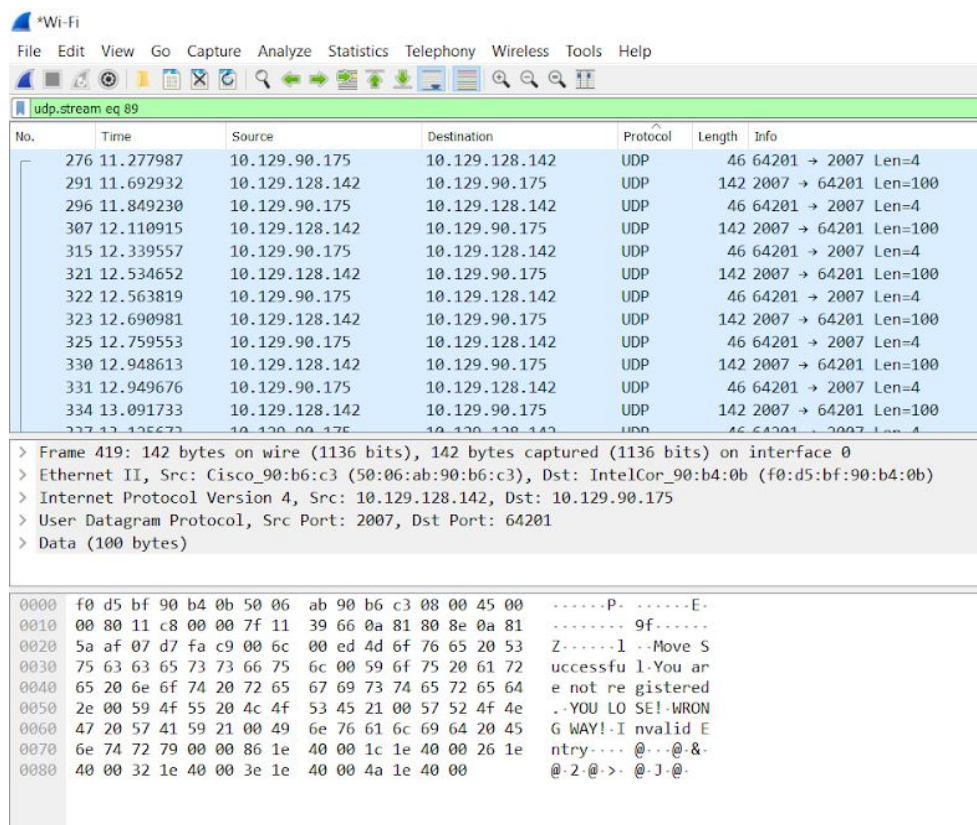 *Wi-Fi
File Edit View Go Capture Analyze Statistics Telephony Wireless Tools Help
udp.stream eq 89
No. Time Source Destination Protocol Length Info
276 11.277987 10.129.90.175 10.129.128.142 UDP 46 64201 → 2007 Len=4
291 11.692932 10.129.128.142 10.129.90.175 UDP 142 2007 → 64201 Len=100
296 11.849230 10.129.90.175 10.129.128.142 UDP 46 64201 → 2007 Len=4
307 12.110915 10.129.128.142 10.129.90.175 UDP 142 2007 → 64201 Len=100
315 12.339557 10.129.90.175 10.129.128.142 UDP 46 64201 → 2007 Len=4
321 12.534652 10.129.128.142 10.129.90.175 UDP 142 2007 → 64201 Len=100
322 12.563819 10.129.90.175 10.129.128.142 UDP 46 64201 → 2007 Len=4
323 12.690981 10.129.128.142 10.129.90.175 UDP 142 2007 → 64201 Len=100
325 12.759553 10.129.90.175 10.129.128.142 UDP 46 64201 → 2007 Len=4
330 12.948613 10.129.128.142 10.129.90.175 UDP 142 2007 → 64201 Len=100
331 12.949676 10.129.90.175 10.129.128.142 UDP 46 64201 → 2007 Len=4
334 13.091733 10.129.128.142 10.129.90.175 UDP 142 2007 → 64201 Len=100
> Frame 419: 142 bytes on wire (1136 bits), 142 bytes captured (1136 bits) on interface 0
> Ethernet II, Src: Cisco_90:b6:c3 (50:06:ab:90:b6:c3), Dst: IntelCor_90:b4:0b (f0:d5:bf:90:b4:0b)
> Internet Protocol Version 4, Src: 10.129.128.142, Dst: 10.129.90.175
> User Datagram Protocol, Src Port: 2007, Dst Port: 64201
> Data (100 bytes)
0000 f0 d5 bf 90 b4 0b 50 06 ab 90 b6 c3 08 00 45 00 ······P· ······E·
0010 00 80 11 c8 00 00 7f 11 39 66 0a 81 80 8e 0a 81 ········ 9f······
0020 5a af 07 d7 fa c9 00 6c 00 ed 4d 6f 76 65 20 53 Z······l ··Move S
0030 75 63 63 65 73 73 66 75 6c 00 59 6f 75 20 61 72 uccessfu l·You ar
0040 65 20 6e 6f 74 20 72 65 67 69 73 74 65 72 65 64 e not re gistered
0050 2e 00 59 4f 55 20 4c 4f 53 45 21 00 57 52 4f 4e .·YOU LO SE!·WRON
0060 47 20 57 41 59 21 00 49 6e 76 61 6c 69 64 20 45 G WAY!·I nvalid E
0070 6e 74 72 79 00 00 86 1e 40 00 1c 1e 40 00 26 1e ntry···· @···@·&·
0080 40 00 32 1e 40 00 3e 1e 40 00 4a 1e 40 00 @·2·@·>· @·J·@·